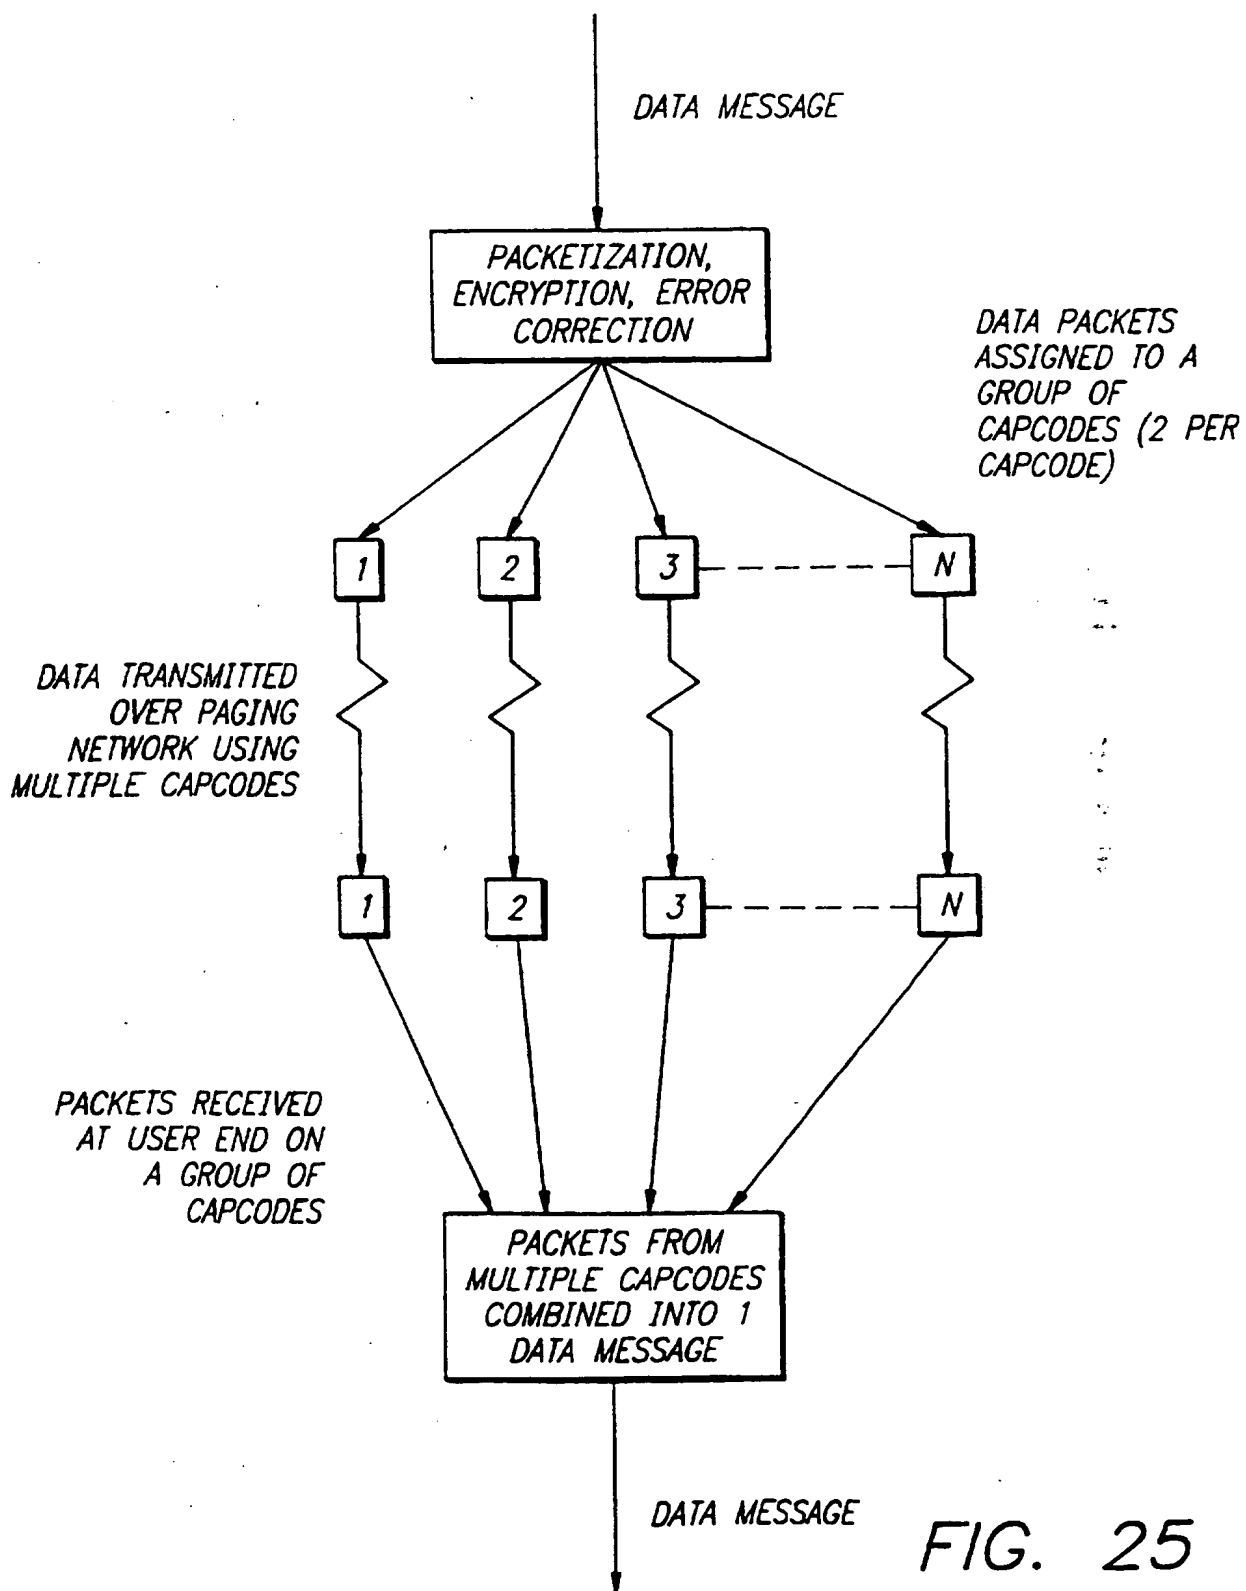 DATA MESSAGE
PACKETIZATION,
ENCRYPTION, ERROR
CORRECTION
DATA PACKETS
ASSIGNED TO A
GROUP OF
CAPCODES (2 PER
CAPCODE)
1
2
3
N
DATA TRANSMITTED
OVER PAGING
NETWORK USING
MULTIPLE CAPCODES
1
2
3
N
PACKETS RECEIVED
AT USER END ON
A GROUP OF
CAPCODES
PACKETS FROM
MULTIPLE CAPCODES
COMBINED INTO 1
DATA MESSAGE
DATA MESSAGE
FIG. 25